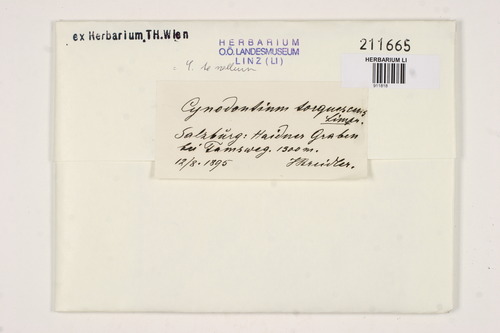 ex Herbarium TH.Wien
HERBARIUM
O.Ö. LANDESMUSEUM
LINZ (LI)
211665
HERBARIUM LI
= C.
Cynodontium torquescens
Limpr.
Salzburg: Haidner Graben
bei Tamsweg. 1300 m.
12/8. 1895